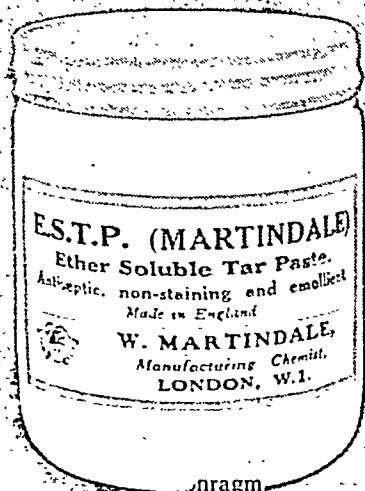 E.S.T.P. (MARTINDALE)
Ether Soluble Tar Paste.
Antiseptic, non-staining and emollient
Made in England
W. MARTINDALE,
Manufacturing Chemist,
LONDON, W.1.